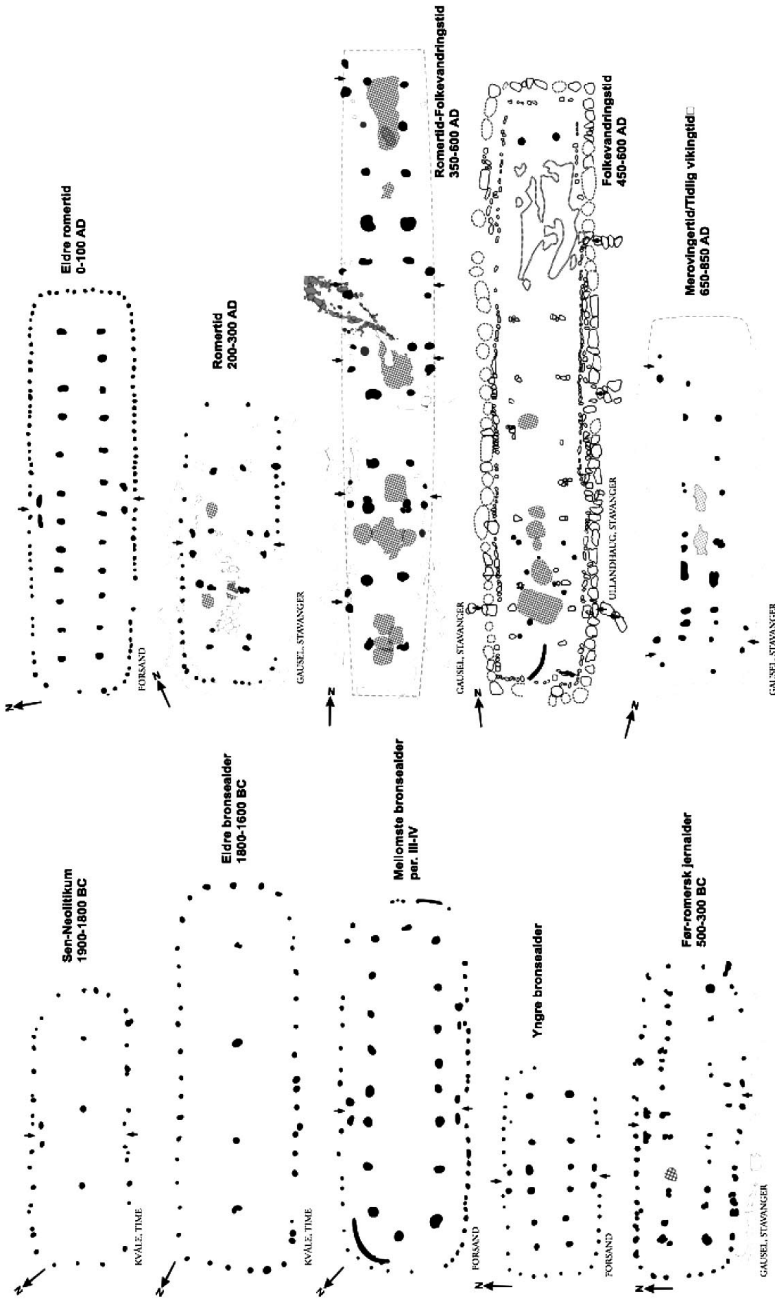 N
KVÅLE, TIME
Sen-Neolitikum
1900-1800 BC
N
KVÅLE, TIME
Eldre bronsealder
1800-1600 BC
N
FORSAND
Mellomste bronsealder
per. III-IV
N
FORSAND
Yngre bronsealder
N
GAUSEL, STAVANGER
Før-romersk jernalder
500-300 BC
N
FORSAND
Eldre romertid
0-100 AD
N
GAUSEL, STAVANGER
Romertid
200-300 AD
N
GAUSEL, STAVANGER
Romertid-Folkevandringstid
350-600 AD
N
ULLANDHAUG, STAVANGER
Folkevandringstid
450-600 AD
N
GAUSEL, STAVANGER
Merovingertid/Tidlig vikingtid□
650-850 AD